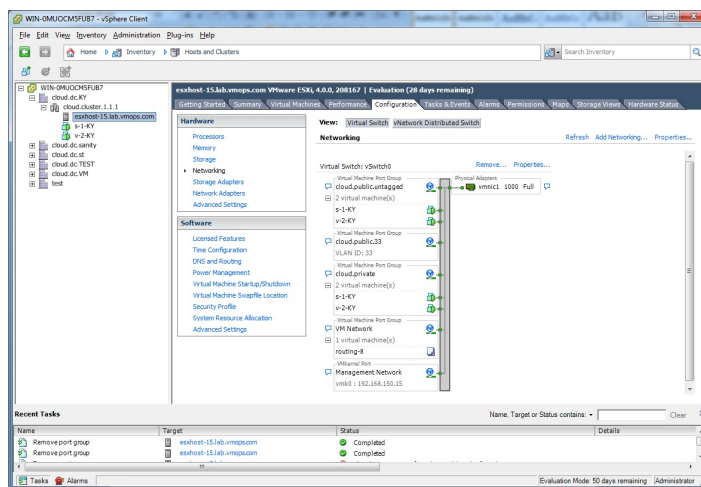 WIN-0MUOCM5FUB7 - vSphere Client
File Edit View Inventory Administration Plug-ins Help
Home Inventory Hosts and Clusters Search Inventory
WIN-0MUOCM5FUB7
cloud.dc.KY
cloud.cluster.1.1.1
esxhost-15.lab.vmops.com
s-1-KY
v-2-KY
cloud.dc.sanity
cloud.dc.st
cloud.dc.TEST
cloud.dc.VM
test
esxhost-15.lab.vmops.com VMware ESXi, 4.0.0, 208167 | Evaluation (28 days remaining)
Getting Started Summary Virtual Machines Performance Configuration Tasks & Events Alarms Permissions Maps Storage Views Hardware Status
Hardware
Processors
Memory
Storage
Networking
Storage Adapters
Network Adapters
Advanced Settings
Software
Licensed Features
Time Configuration
DNS and Routing
Power Management
Virtual Machine Startup/Shutdown
Virtual Machine Swapfile Location
Security Profile
System Resource Allocation
Advanced Settings
View: Virtual Switch vNetwork Distributed Switch
Networking Refresh Add Networking... Properties...
Virtual Switch: vSwitch0 Remove... Properties...
Virtual Machine Port Group Physical Adapters
cloud.public.untagged vmnic1 1000 Full
2 virtual machine(s)
s-1-KY
v-2-KY
Virtual Machine Port Group
cloud.public.33
VLAN ID: 33
Virtual Machine Port Group
cloud.private
2 virtual machine(s)
s-1-KY
v-2-KY
Virtual Machine Port Group
VM Network
1 virtual machine(s)
routing-8
VMkernel Port
Management Network
vmk0 : 192.168.150.15
Recent Tasks Name, Target or Status contains: Clear
Name Target Status Details
Remove port group esxhost-15.lab.vmops.com Completed
Remove port group esxhost-15.lab.vmops.com Completed
Tasks Alarms Evaluation Mode: 50 days remaining Administrator